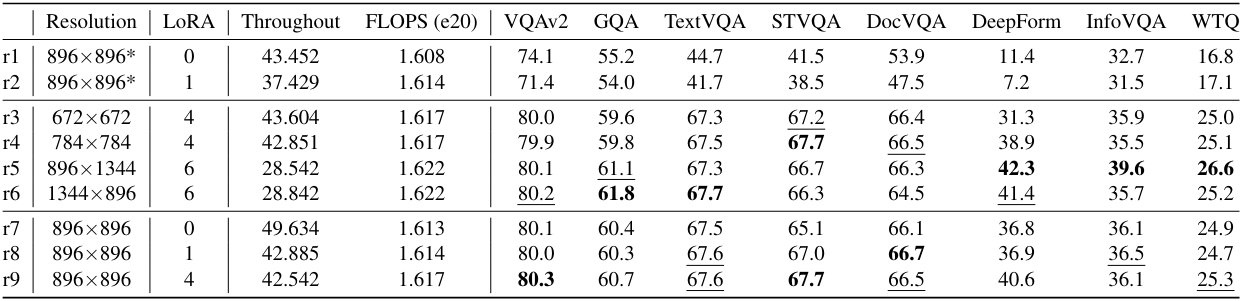 Resolution LoRA Throughout FLOPS (e20) VQAv2 GQA TextVQA STVQA DocVQA DeepForm InfoVQA WTQ
r1 896×896* 0 43.452 1.608 74.1 55.2 44.7 41.5 53.9 11.4 32.7 16.8
r2 896×896* 1 37.429 1.614 71.4 54.0 41.7 38.5 47.5 7.2 31.5 17.1
r3 672×672 4 43.604 1.617 80.0 59.6 67.3 67.2 66.4 31.3 35.9 25.0
r4 784×784 4 42.851 1.617 79.9 59.8 67.5 67.7 66.5 38.9 35.5 25.1
r5 896×1344 6 28.542 1.622 80.1 61.1 67.3 66.7 66.3 42.3 39.6 26.6
r6 1344×896 6 28.842 1.622 80.2 61.8 67.7 66.3 64.5 41.4 35.7 25.2
r7 896×896 0 49.634 1.613 80.1 60.4 67.5 65.1 66.1 36.8 36.1 24.9
r8 896×896 1 42.885 1.614 80.0 60.3 67.6 67.0 66.7 36.9 36.5 24.7
r9 896×896 4 42.542 1.617 80.3 60.7 67.6 67.7 66.5 40.6 36.1 25.3